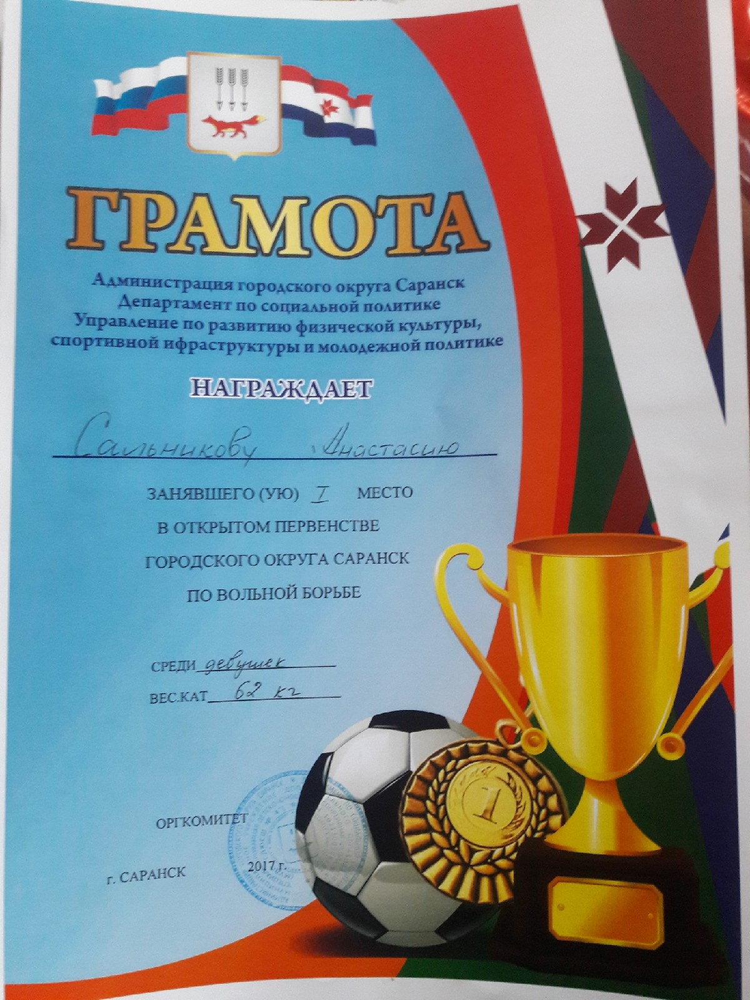 ГРАМОТА
Администрация городского округа Саранск
Департамент по социальной политике
Управление по развитию физической культуры,
спортивной ифраструктуры и молодежной политике
НАГРАЖДАЕТ
Сальникову Анастасию
ЗАНЯВШЕГО (УЮ) I МЕСТО
В ОТКРЫТОМ ПЕРВЕНСТВЕ
ГОРОДСКОГО ОКРУГА САРАНСК
ПО ВОЛЬНОЙ БОРЬБЕ
СРЕДИ девушек
ВЕС.КАТ 62 кг
1
ОРГКОМИТЕТ
г. САРАНСК 2017 г.